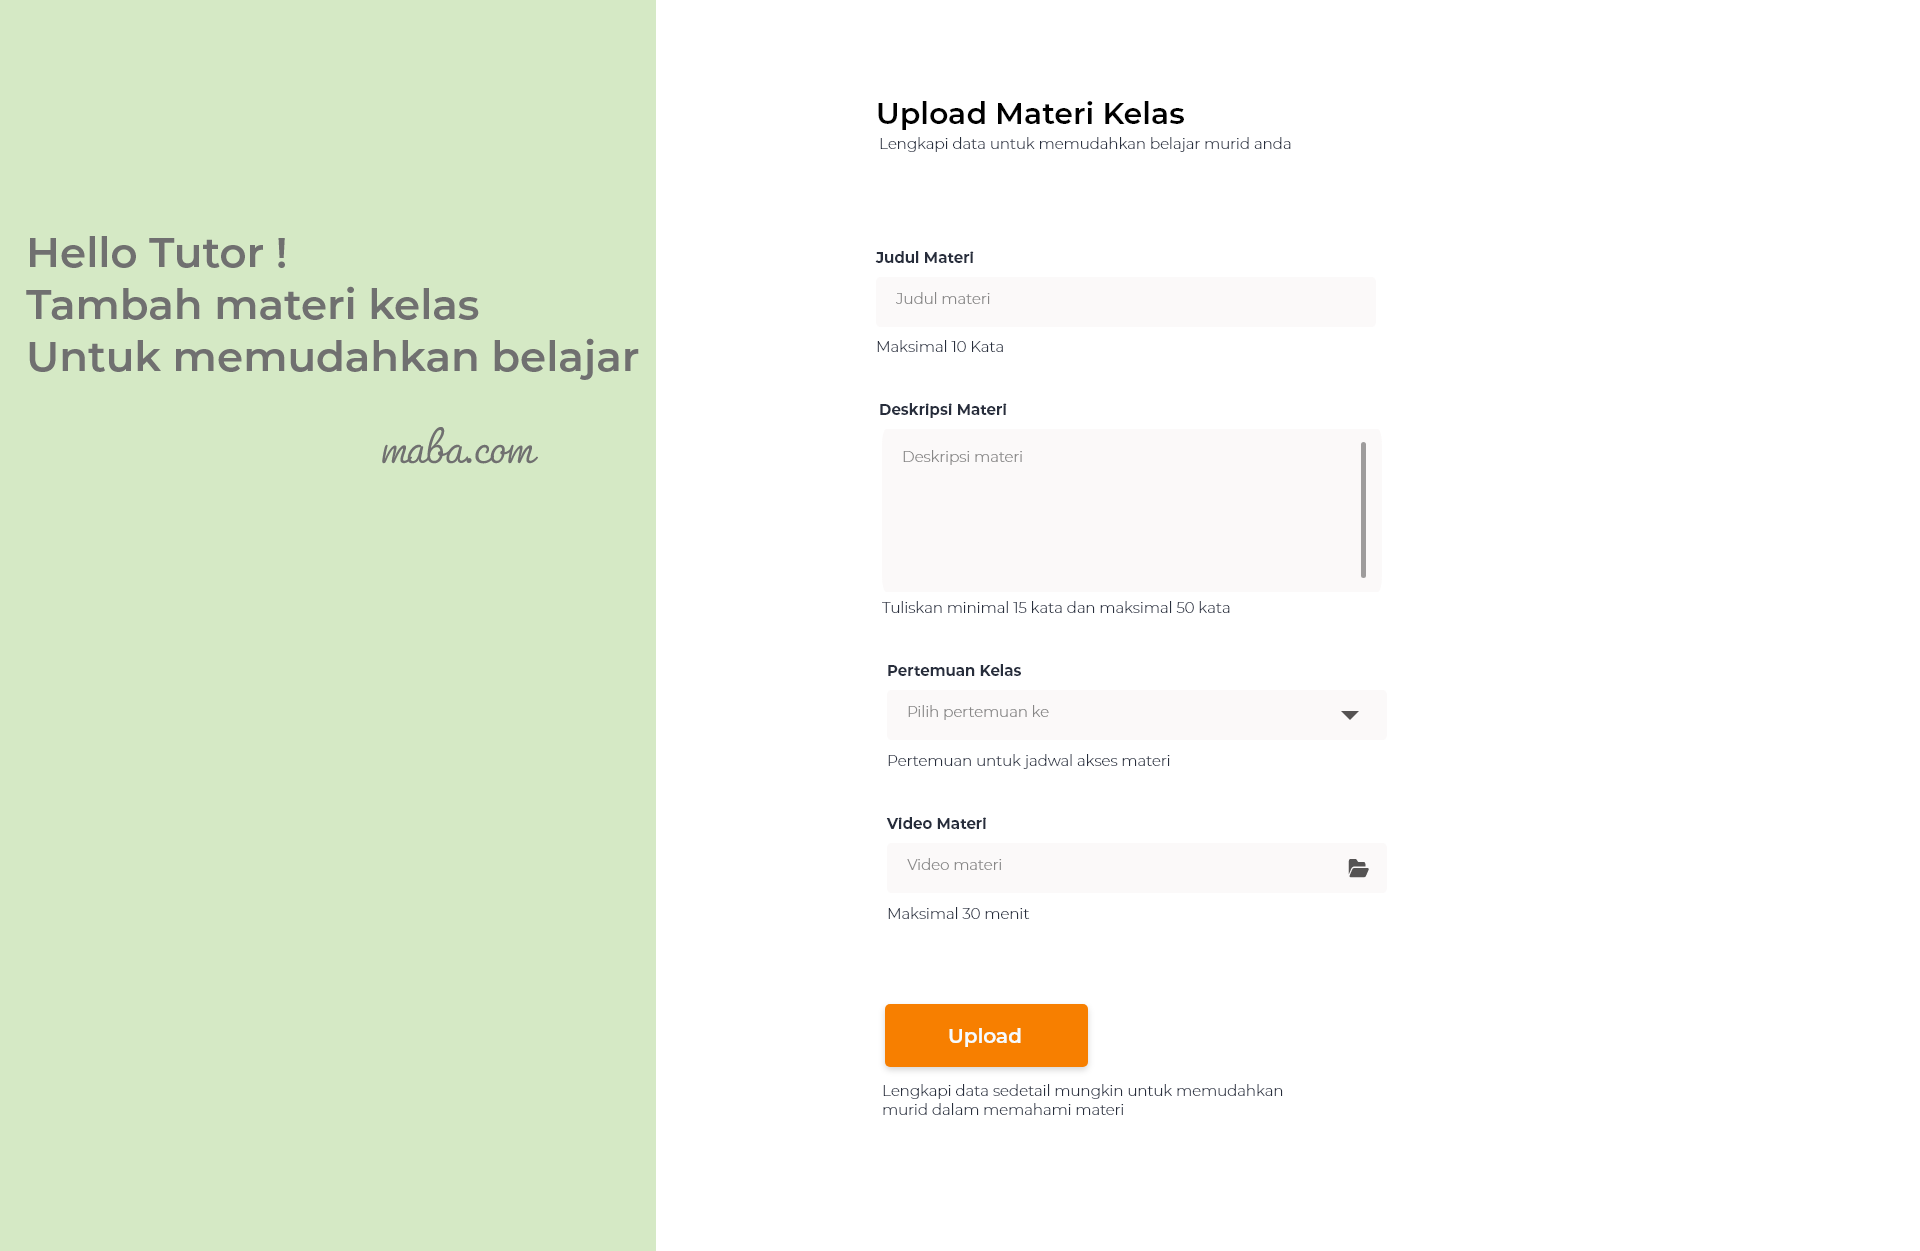 Hello Tutor !
Tambah materi kelas
Untuk memudahkan belajar
maba.com
Upload Materi Kelas
Lengkapi data untuk memudahkan belajar murid anda
Judul Materi
Judul materi
Maksimal 10 Kata
Deskripsi Materi
Deskripsi materi
Tuliskan minimal 15 kata dan maksimal 50 kata
Pertemuan Kelas
Pilih pertemuan ke
Pertemuan untuk jadwal akses materi
Video Materi
Video materi
Maksimal 30 menit
Upload
Lengkapi data sedetail mungkin untuk memudahkan
murid dalam memahami materi